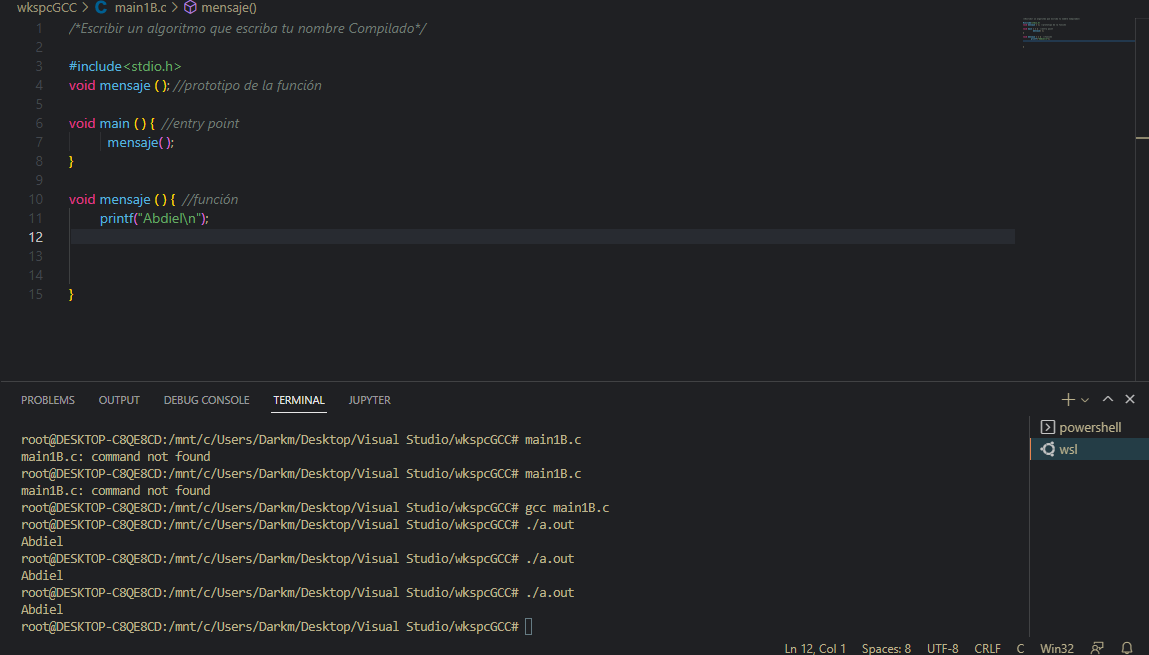 wkspcGCC > C main1B.c > mensaje()
1 /*Escribir un algoritmo que escriba tu nombre Compilado*/
2
3 #include<stdio.h>
4 void mensaje ( ); //prototipo de la función
5
6 void main ( ) { //entry point
7 mensaje( );
8 }
9
10 void mensaje ( ) { //función
11 printf("Abdiel\n");
12
13
14
15 }
PROBLEMS OUTPUT DEBUG CONSOLE TERMINAL JUPYTER
root@DESKTOP-C8QE8CD:/mnt/c/Users/Darkm/Desktop/Visual Studio/wkspcGCC# main1B.c
main1B.c: command not found
root@DESKTOP-C8QE8CD:/mnt/c/Users/Darkm/Desktop/Visual Studio/wkspcGCC# main1B.c
main1B.c: command not found
root@DESKTOP-C8QE8CD:/mnt/c/Users/Darkm/Desktop/Visual Studio/wkspcGCC# gcc main1B.c
root@DESKTOP-C8QE8CD:/mnt/c/Users/Darkm/Desktop/Visual Studio/wkspcGCC# ./a.out
Abdiel
root@DESKTOP-C8QE8CD:/mnt/c/Users/Darkm/Desktop/Visual Studio/wkspcGCC# ./a.out
Abdiel
root@DESKTOP-C8QE8CD:/mnt/c/Users/Darkm/Desktop/Visual Studio/wkspcGCC# ./a.out
Abdiel
root@DESKTOP-C8QE8CD:/mnt/c/Users/Darkm/Desktop/Visual Studio/wkspcGCC#
powershell
wsl
Ln 12, Col 1 Spaces: 8 UTF-8 CRLF C Win32